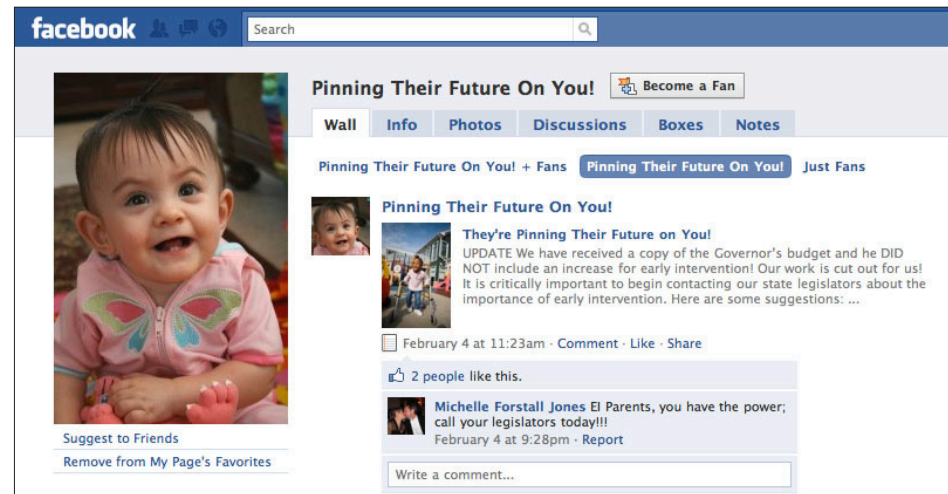 facebook
Search
Pinning Their Future On You!
Become a Fan
Wall
Info
Photos
Discussions
Boxes
Notes
Pinning Their Future On You! + Fans
Pinning Their Future On You!
Just Fans
Pinning Their Future On You!
They're Pinning Their Future on You!
UPDATE We have received a copy of the Governor's budget and he DID
NOT include an increase for early intervention! Our work is cut out for us!
It is critically important to begin contacting our state legislators about the
importance of early intervention. Here are some suggestions: ...
February 4 at 11:23am · Comment · Like · Share
2 people like this.
Michelle Forstall Jones EI Parents, you have the power;
call your legislators today!!!
February 4 at 9:28pm · Report
Write a comment...
Suggest to Friends
Remove from My Page's Favorites